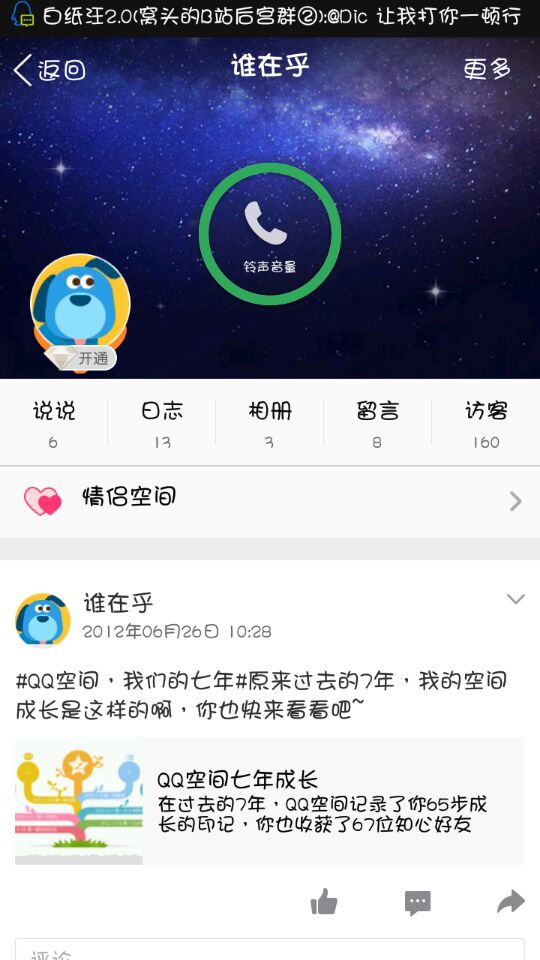 白纸汪2.0(窝头的B站后宫群②):@Dic 让我打你一顿行
返回
谁在乎
更多
铃声音量
开通
说说
日志
相册
留言
访客
6
13
3
8
160
情侣空间
谁在乎
2012年06月26日 10:28
#QQ空间，我们的七年#原来过去的7年，我的空间
成长是这样的啊，你也快来看看吧~
QQ空间七年成长
在过去的7年，QQ空间记录了你65步成
长的印记，你也收获了67位知心好友
评论